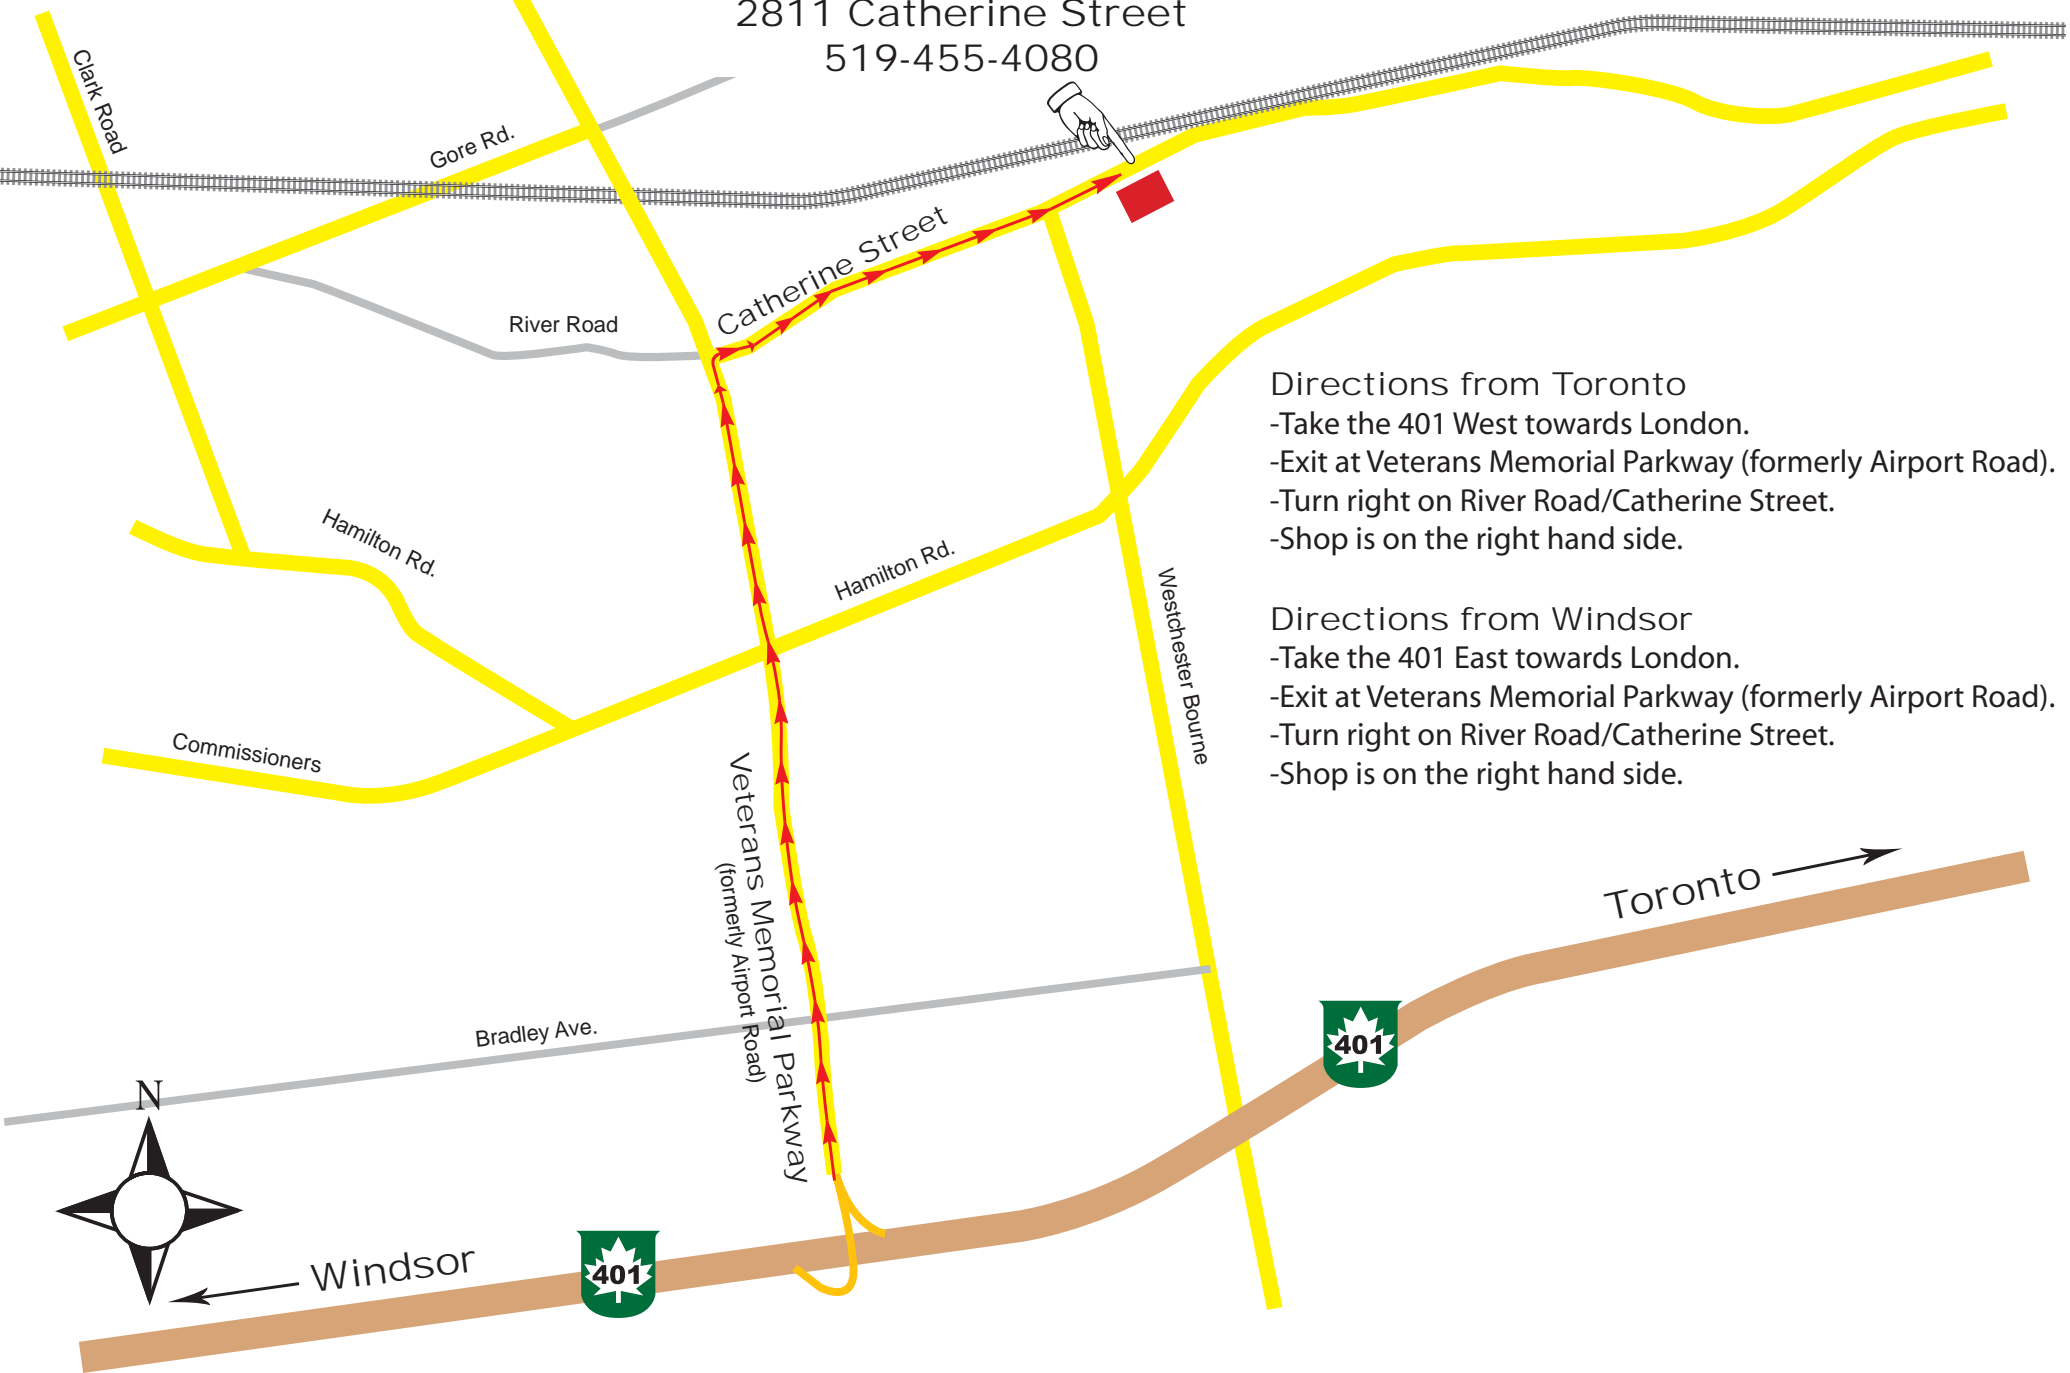 2811 Catherine Street
519-455-4080
Clark Road
Gore Rd.
Catherine Street
River Road
Directions from Toronto
-Take the 401 West towards London.
-Exit at Veterans Memorial Parkway (formerly Airport Road).
-Turn right on River Road/Catherine Street.
-Shop is on the right hand side.
Hamilton Rd.
Hamilton Rd.
Westchester Bourne
Directions from Windsor
-Take the 401 East towards London.
-Exit at Veterans Memorial Parkway (formerly Airport Road).
-Turn right on River Road/Catherine Street.
-Shop is on the right hand side.
Commissioners
Veterans Memorial Parkway
(formerly Airport Road)
Toronto
Bradley Ave.
401
N
Windsor
401